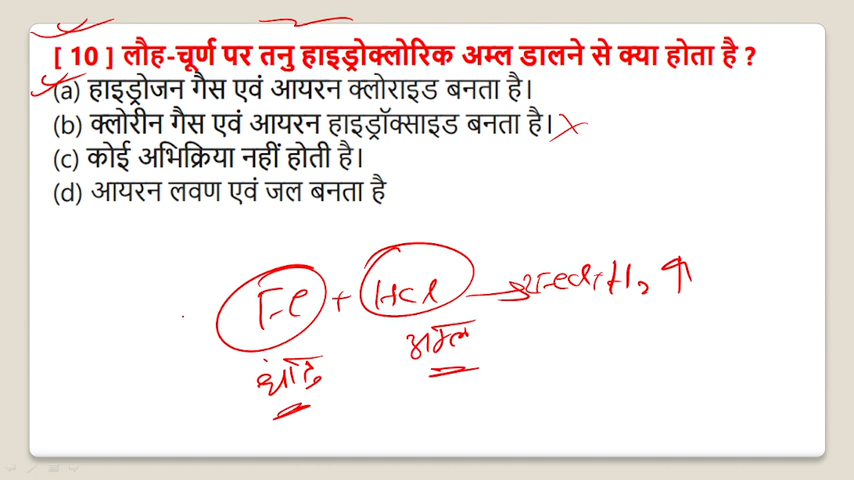 [ 10 ] लौह-चूर्ण पर तनु हाइड्रोक्लोरिक अम्ल डालने से क्या होता है ?
(a) हाइड्रोजन गैस एवं आयरन क्लोराइड बनता है।
(b) क्लोरीन गैस एवं आयरन हाइड्रॉक्साइड बनता है।
(c) कोई अभिक्रिया नहीं होती है।
(d) आयरन लवण एवं जल बनता है
Fe + HCl → H₂ ↑
अम्ल